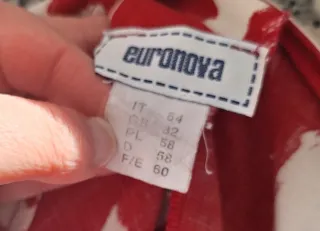 euronova
IT 64
GB 32
PL 58
D 58
F/E 60